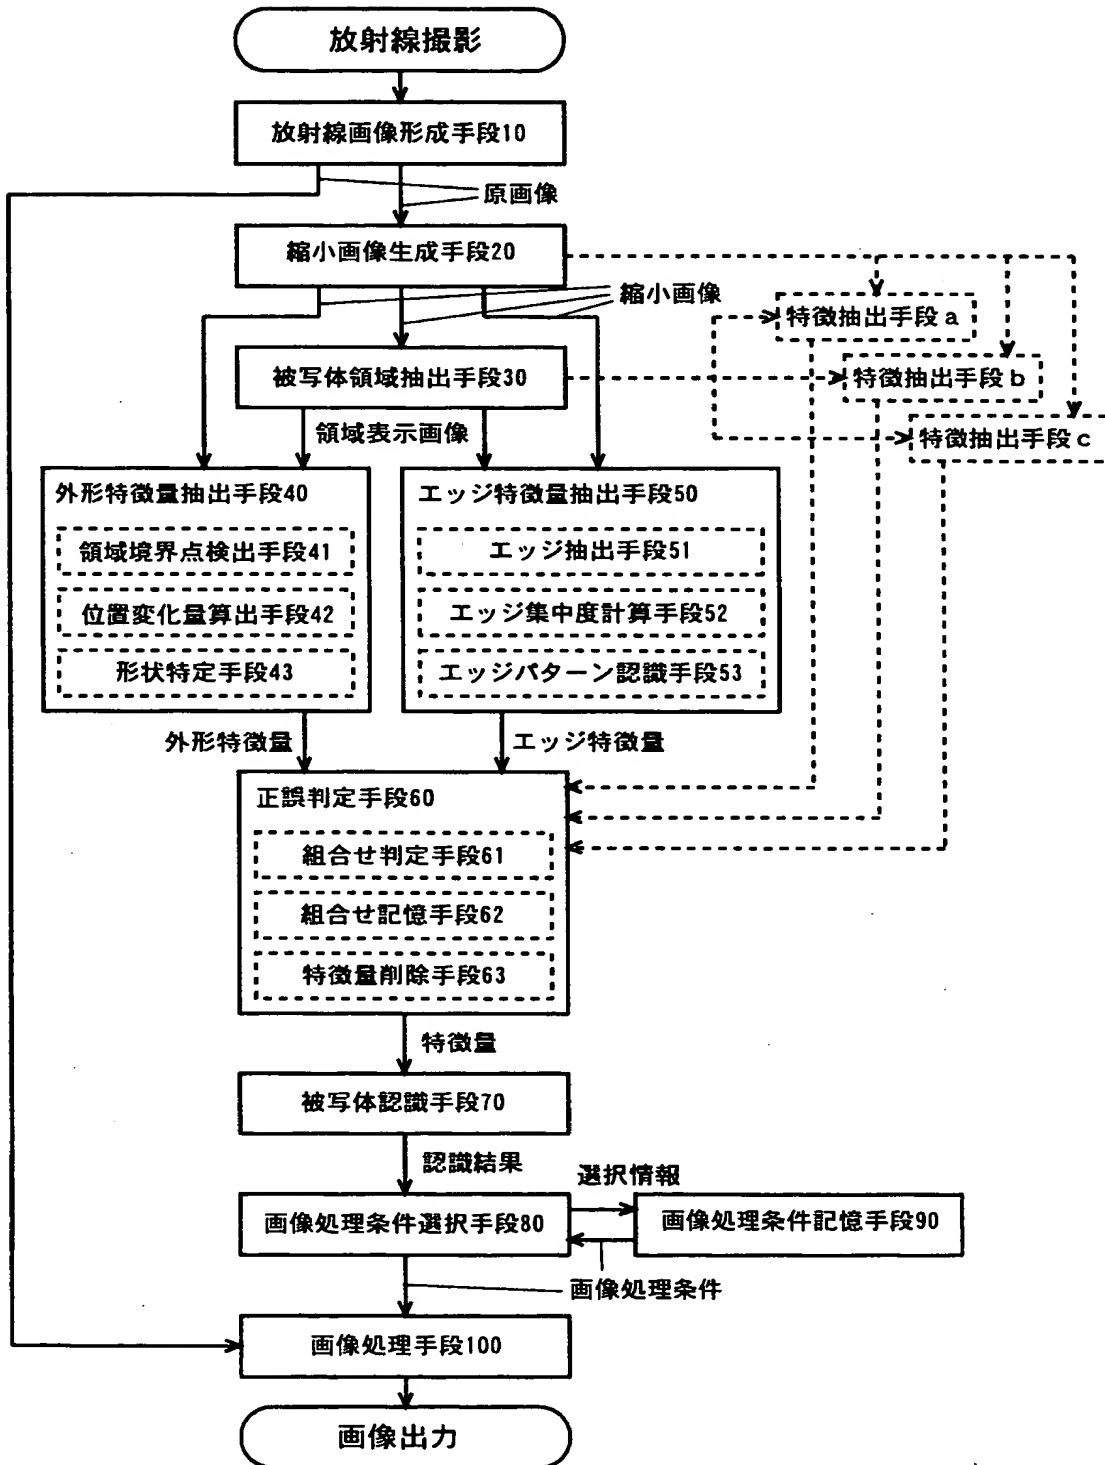 放射線撮影
放射線画像形成手段10
原画像
縮小画像生成手段20
縮小画像
特徴抽出手段a
被写体領域抽出手段30
特徴抽出手段b
領域表示画像
特徴抽出手段c
外形特徴量抽出手段40
領域境界点検出手段41
位置変化量算出手段42
形状特定手段43
エッジ特徴量抽出手段50
エッジ抽出手段51
エッジ集中度計算手段52
エッジパターン認識手段53
外形特徴量
エッジ特徴量
正誤判定手段60
組合せ判定手段61
組合せ記憶手段62
特徴量削除手段63
特徴量
被写体認識手段70
認識結果
選択情報
画像処理条件選択手段80
画像処理条件記憶手段90
画像処理条件
画像処理手段100
画像出力